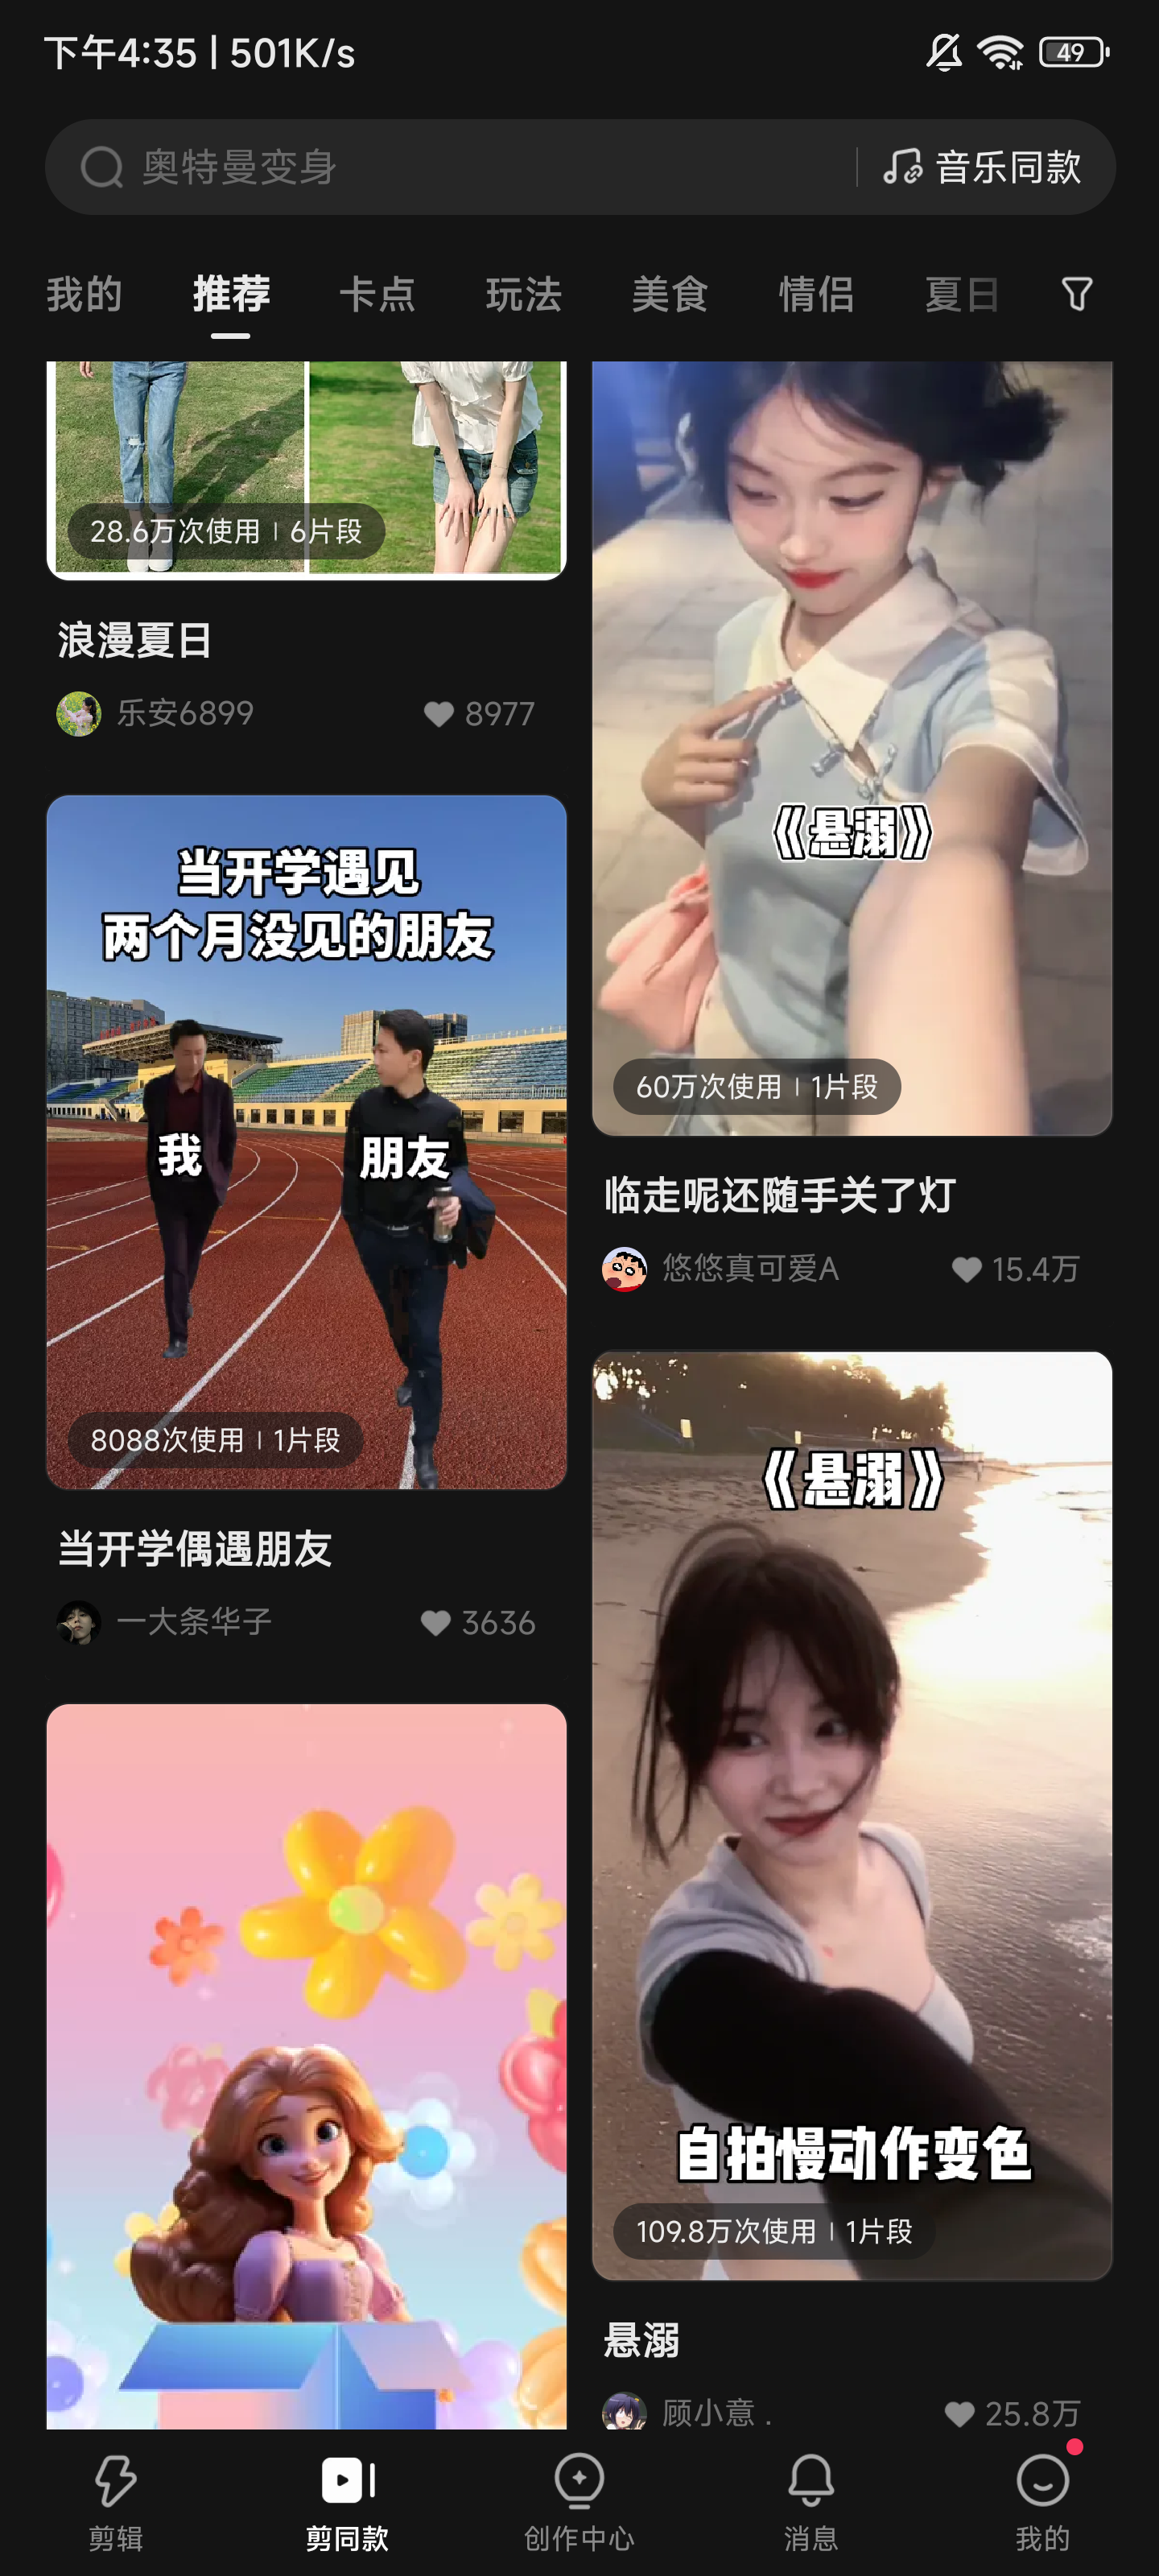 下午4:35 | 501K/s
49
奥特曼变身
音乐同款
我的 推荐 卡点 玩法 美食 情侣 夏日
28.6万次使用 | 6片段
浪漫夏日
乐安6899 8977
当开学遇见
两个月没见的朋友
我
朋友
8088次使用 | 1片段
当开学偶遇朋友
一大条华子 3636
《悬溺》
60万次使用 | 1片段
临走呢还随手关了灯
悠悠真可爱A 15.4万
《悬溺》
自拍慢动作变色
109.8万次使用 | 1片段
悬溺
顾小意 . 25.8万
剪辑 剪同款 创作中心 消息 我的